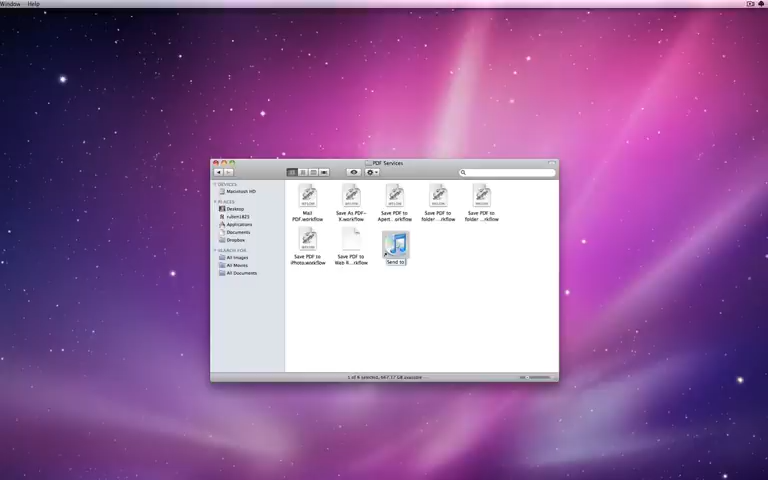 Window Help
PDF Services
DEVICES
Macintosh HD
PLACES
Desktop
Applications
Documents
Dropbox
SEARCH FOR
All Images
All Movies
All Documents
Mail
PDF.workflow
Save As PDF-
X.workflow
Save PDF to
Apert...orkflow
Save PDF to
folder ...rkflow
Save PDF to
folder ...rkflow
Save PDF to
iPhoto.workflow
Save PDF to
Web R...rkflow
Send to
1 of 8 selected, 667.17 GB available